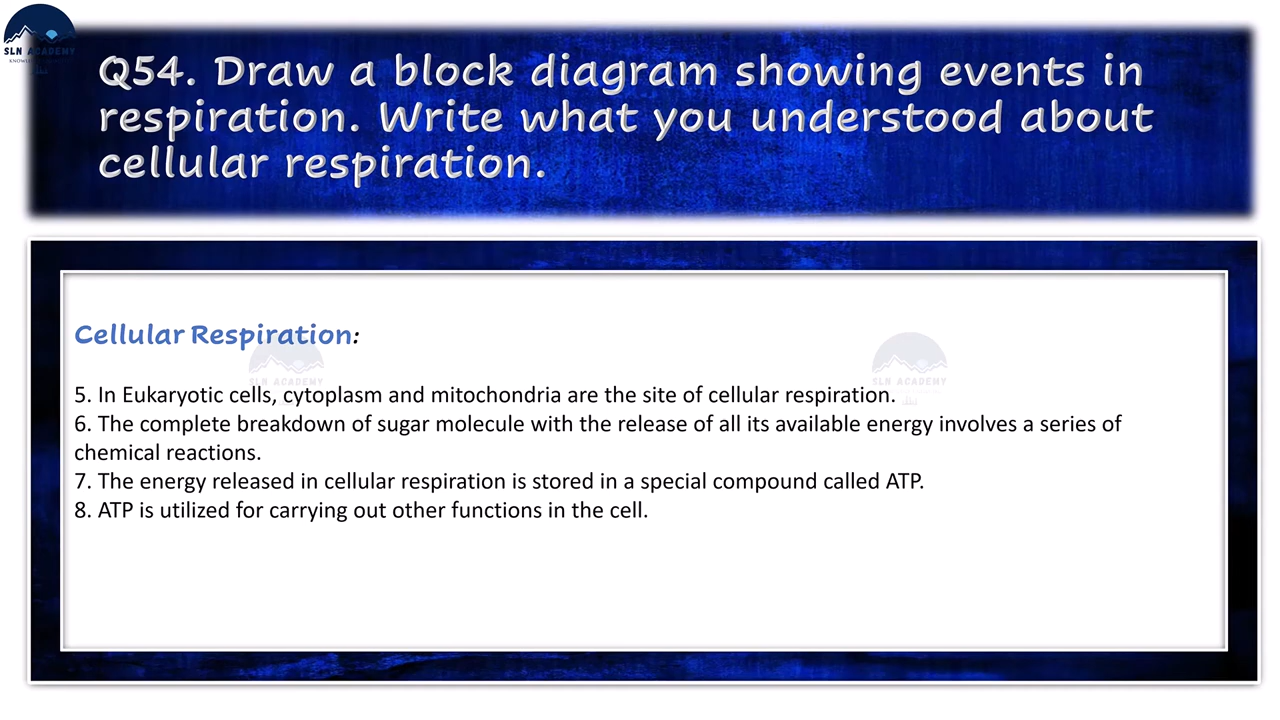 SLN ACADEMY
Q54. Draw a block diagram showing events in
respiration. Write what you understood about
cellular respiration.
Cellular Respiration:
SLN ACADEMY
SLN ACADEMY
5. In Eukaryotic cells, cytoplasm and mitochondria are the site of cellular respiration.
6. The complete breakdown of sugar molecule with the release of all its available energy involves a series of
chemical reactions.
7. The energy released in cellular respiration is stored in a special compound called ATP.
8. ATP is utilized for carrying out other functions in the cell.